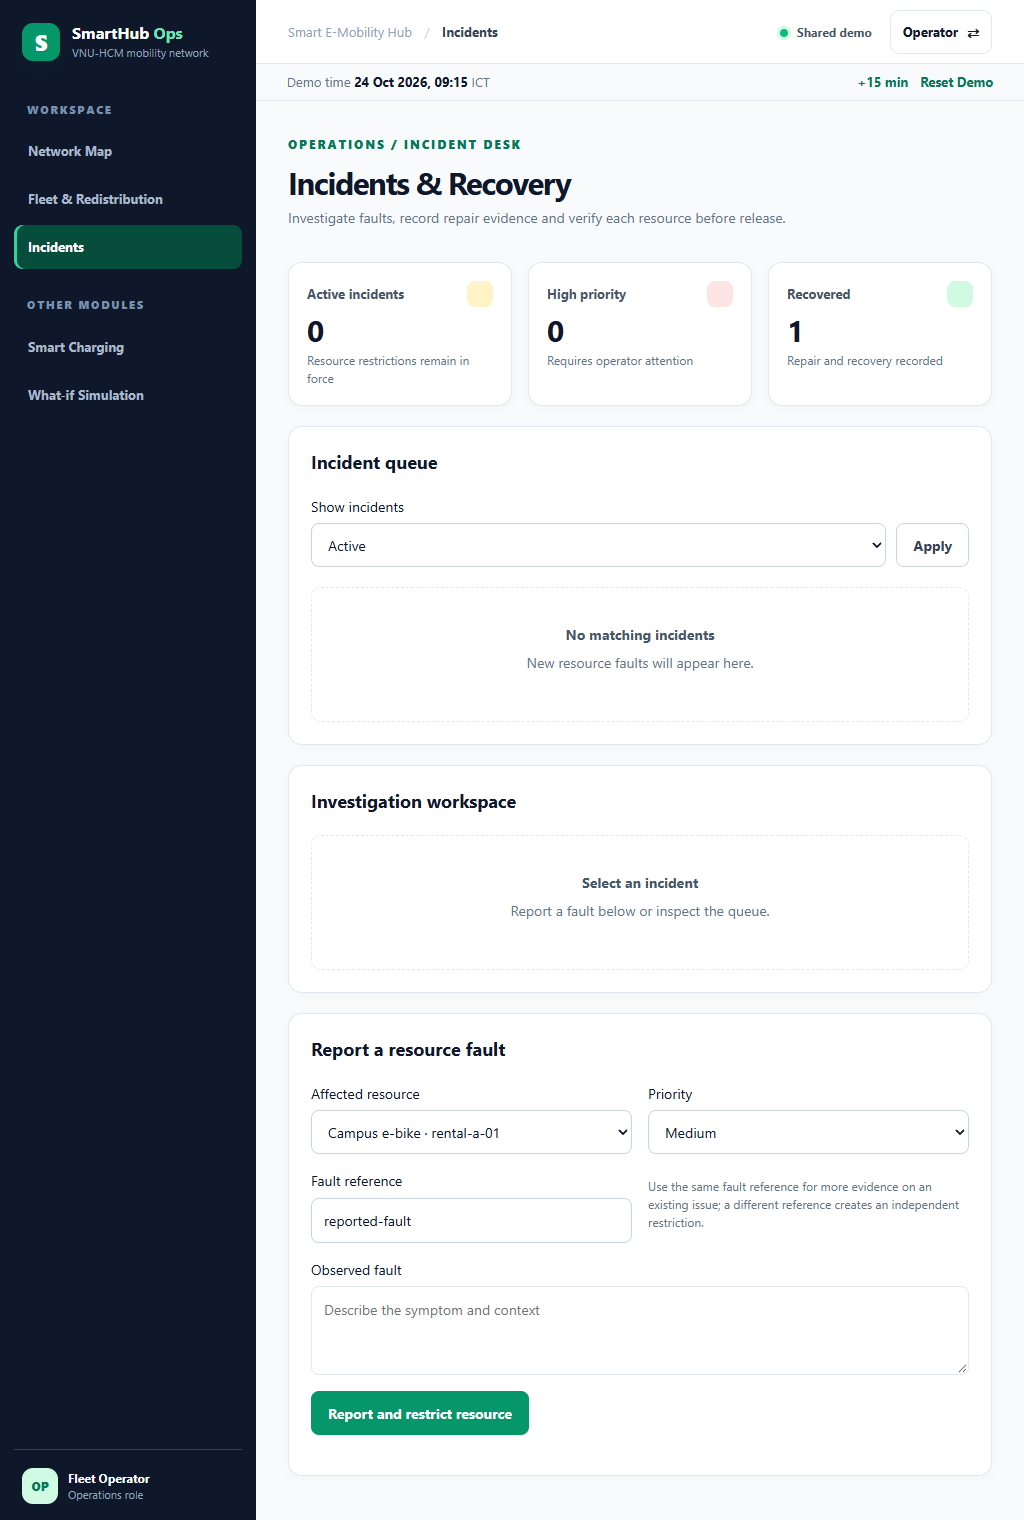 S
SmartHub Ops
VNU-HCM mobility network
WORKSPACE
Network Map
Fleet & Redistribution
Incidents
OTHER MODULES
Smart Charging
What-if Simulation
OP
Fleet Operator
Operations role
Smart E-Mobility Hub / Incidents
Shared demo
Operator ⇄
Demo time 24 Oct 2026, 09:15 ICT
+15 min Reset Demo
OPERATIONS / INCIDENT DESK
Incidents & Recovery
Investigate faults, record repair evidence and verify each resource before release.
Active incidents
0
Resource restrictions remain in
force
High priority
0
Requires operator attention
Recovered
1
Repair and recovery recorded
Incident queue
Show incidents
Active
Apply
No matching incidents
New resource faults will appear here.
Investigation workspace
Select an incident
Report a fault below or inspect the queue.
Report a resource fault
Affected resource
Campus e-bike · rental-a-01
Priority
Medium
Fault reference
reported-fault
Use the same fault reference for more evidence on an
existing issue; a different reference creates an independent
restriction.
Observed fault
Describe the symptom and context
Report and restrict resource